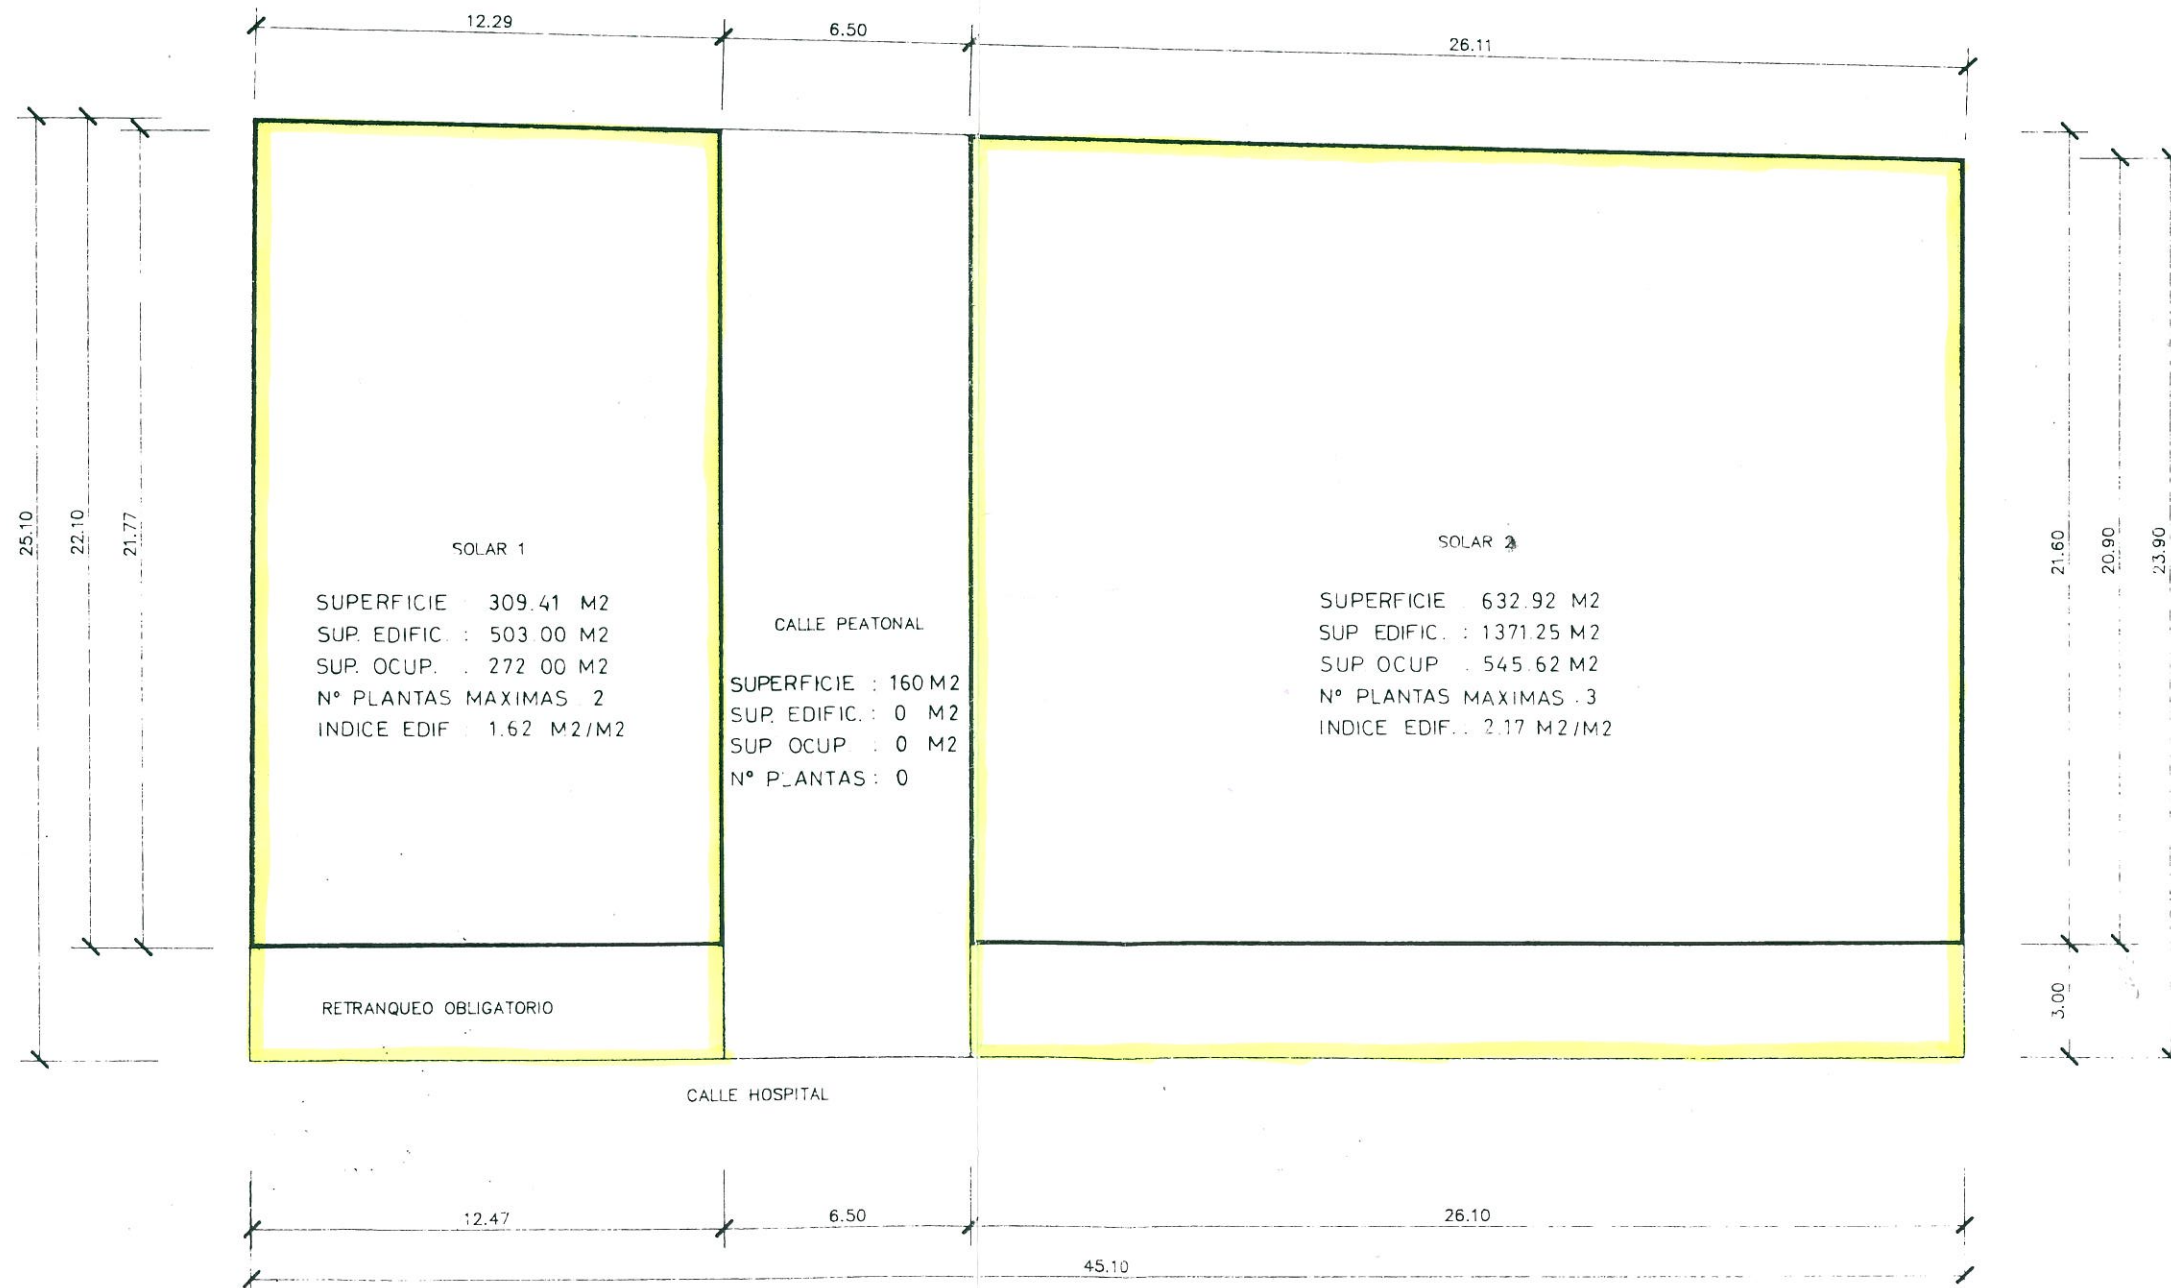 12.29
6.50
26.11
25.10
22.10
21.77
SOLAR 1
SUPERFICIE 309.41 M2
SUP. EDIFIC. : 503.00 M2
SUP. OCUP. . 272 00 M2
Nº PLANTAS MAXIMAS . 2
INDICE EDIF : 1.62 M2/M2
RETRANQUEO OBLIGATORIO
CALLE PEATONAL
SUPERFICIE : 160 M2
SUP. EDIFIC. : 0 M2
SUP OCUP : 0 M2
Nº PLANTAS : 0
SOLAR 2
SUPERFICIE . 632.92 M2
SUP EDIFIC. : 1371.25 M2
SUP OCUP . 545.62 M2
Nº PLANTAS MAXIMAS . 3
INDICE EDIF. : 2.17 M2/M2
21.60
20.90
23.90
3.00
CALLE HOSPITAL
12.47
6.50
26.10
45.10